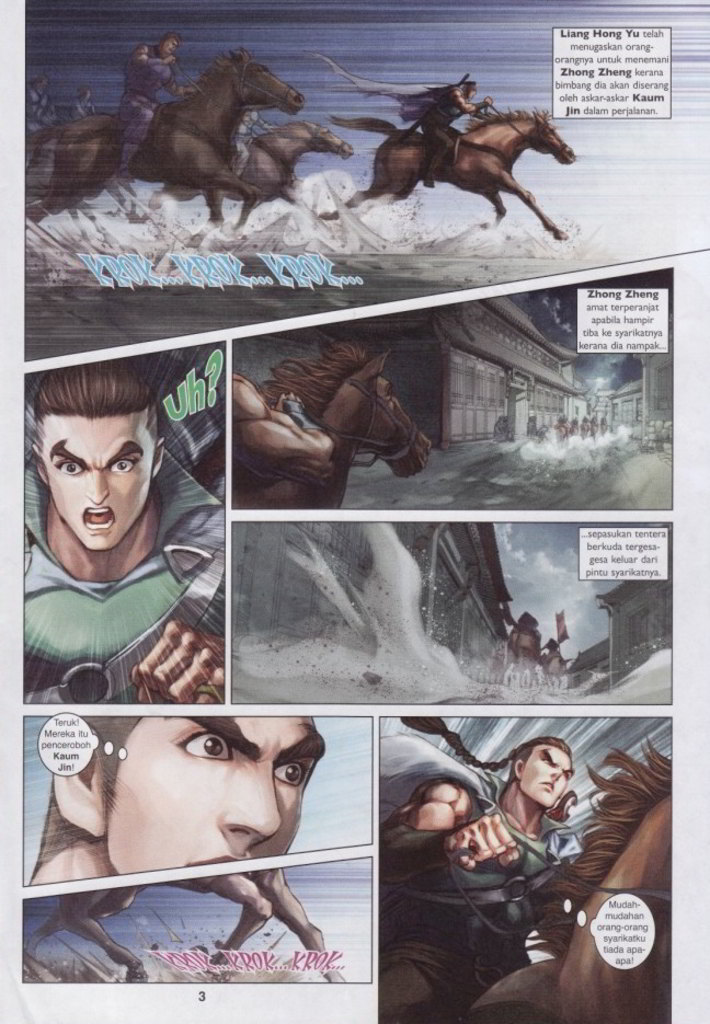 Liang Hong Yu telah
menugaskan orang-
orangnya untuk menemani
Zhong Zheng kerana
bimbang dia diserang
oleh askar-askar Kaum
Jin dalam perjalanan.
KROK...KROK...KROK...
Zhong Zheng
amat terperanjat
apabila hampir
tiba ke syarikatnya
kerana dia nampak...
uh?
...sepasukan tentera
berkuda tergesa-
gesa keluar dari
pintu syarikatnya.
Teruk!
Mereka itu
penceroboh
Kaum
Jin!
KROK...KROK...KROK...
Mudah-
mudahan
orang-orang
syarikatku
tiada apa-
apa!
3